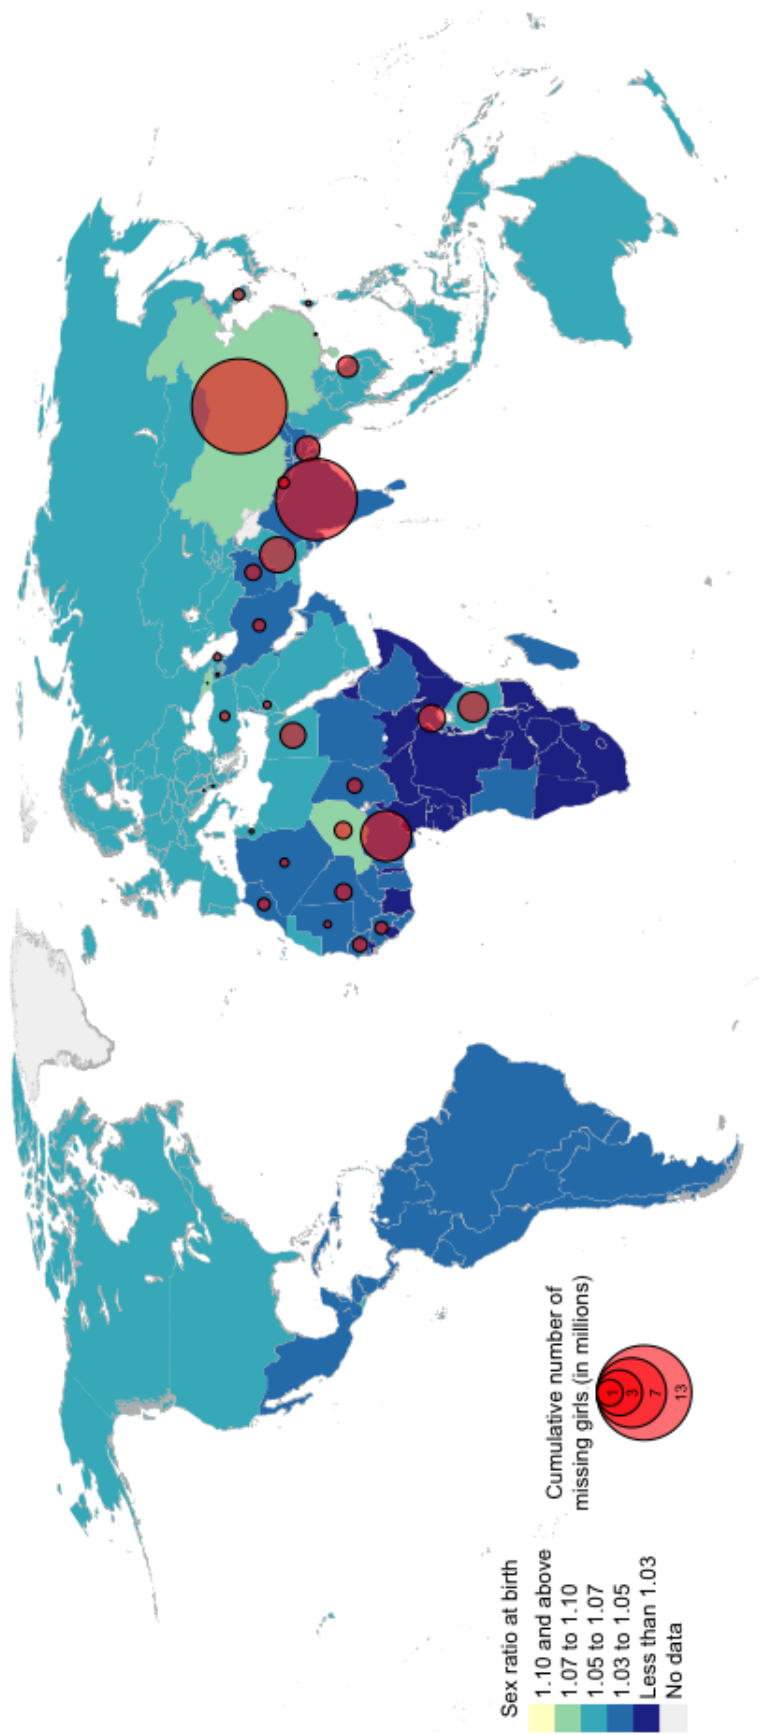 Sex ratio at birth
1.10 and above
1.07 to 1.10
1.05 to 1.07
1.03 to 1.05
Less than 1.03
No data
Cumulative number of
missing girls (in millions)
1
3
7
13